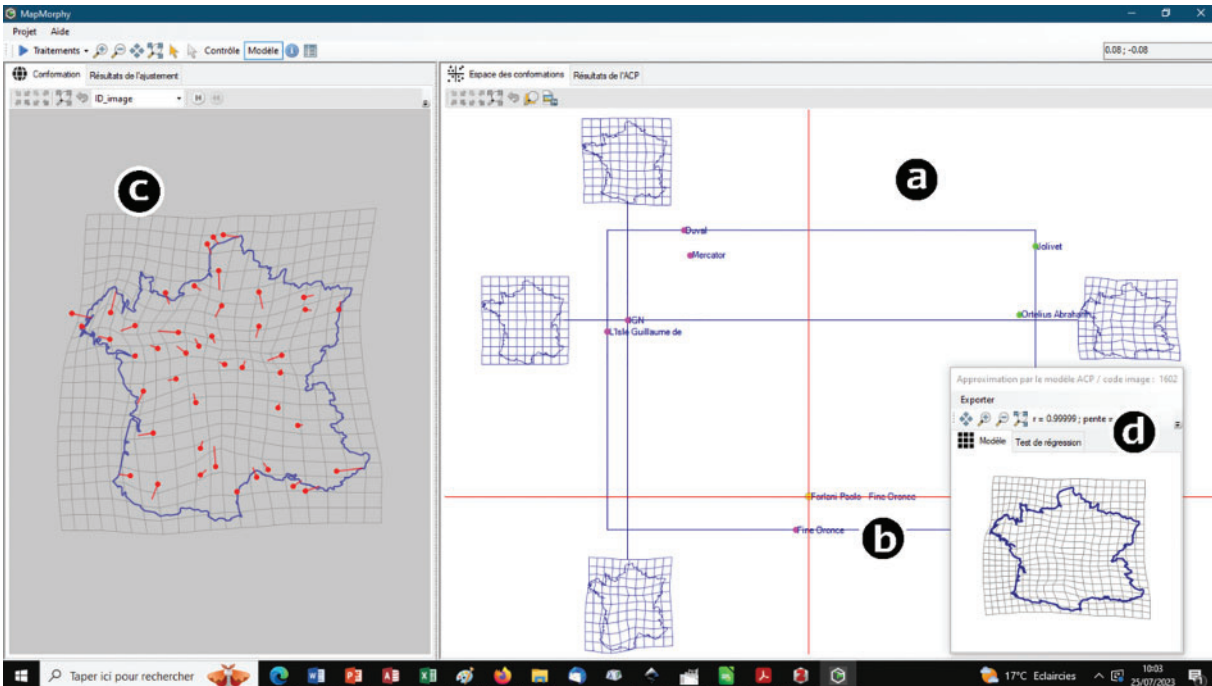 MapMorphy
Projet Aide
Traitements Contrôle Modèle
0.08 ; -0.08
Conformation Résultats de l'ajustement
ID_image
Espace des conformations Résultats de l'ACP
c
a
Duval
Mercator
Jolivet
IGN
Ortelius Abraham
L'Isle Guillaume de
Approximation par le modèle ACP / code image : 1602
Exporter
r = 0.99999 ; pente
d
Modèle Test de régression
Forlani Paolo Fine Oronce
Fine Oronce
b
Taper ici pour rechercher
17°C Eclaircies
10:03
25/07/2023